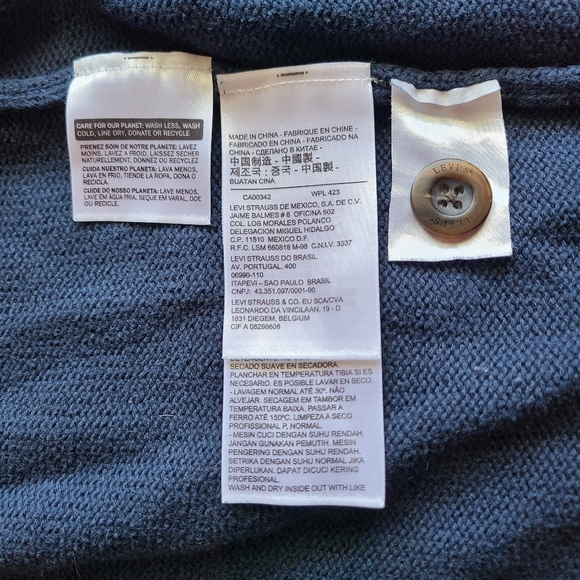 CARE FOR OUR PLANET: WASH LESS, WASH
COLD, LINE DRY, DONATE OR RECYCLE
PRENEZ SOIN DE NOTRE PLANETE: LAVEZ
MOINS, LAVEZ A FROID, LAISSEZ SECHER
NATURELLEMENT, DONNEZ OU RECYCLEZ.
CUIDA NUESTRO PLANETA: LAVA MENOS,
LAVA EN FRIO, TIENDE LA ROPA, DONA O
RECICLA.
CUIDE DO NOSSO PLANETA: LAVE MENOS,
LAVE EM ÁGUA FRIA, SEQUE EM VARAL, DOE
OU RECICLE.
MADE IN CHINA - FABRIQUE EN CHINE -
FABRICADO EN CHINA - FABRICADO NA
CHINA - СДЕЛАНО В КИТАЕ -
中国制造 - 中國製 -
제조국 : 중국 - 中国製 -
BUATAN CINA
CA00342 WPL 423
LEVI STRAUSS DE MEXICO, S.A. DE C.V.
JAIME BALMES # 8 OFICINA 502
COL. LOS MORALES POLANCO
DELEGACION MIGUEL HIDALGO
C.P. 11510 MEXICO D.F.
R.F.C. LSM 660818 M-98 C.N.I.V. 3337
LEVI STRAUSS DO BRASIL
AV. PORTUGAL, 400
06990-110
ITAPEVI – SAO PAULO BRASIL
CNPJ: 43.351.097/0001-90
LEVI STRAUSS & CO. EU SCA/CVA
LEONARDO DA VINCILAAN, 19 - D
1831 DIEGEM, BELGIUM
CIF A 08298608
SECADO SUAVE EN SECADORA.
PLANCHAR EN TEMPERATURA TIBIA SI ES
NECESARIO. ES POSIBLE LAVAR EN SECO.
- LAVAGEM NORMAL ATÉ 30º. NÃO
ALVEJAR. SECAGEM EM TAMBOR EM
TEMPERATURA BAIXA. PASSAR A
FERRO ATÉ 150ºC. LIMPEZA A SECO
PROFISSIONAL P, NORMAL.
- MESIN CUCI DENGAN SUHU RENDAH.
JANGAN GUNAKAN PEMUTIH. MESIN
PENGERING DENGAN SUHU RENDAH.
SETRIKA DENGAN SUHU NORMAL JIKA
DIPERLUKAN. DAPAT DICUCI KERING
PROFESIONAL.
WASH AND DRY INSIDE OUT WITH LIKE
LEVI'S®
LEVI'S®